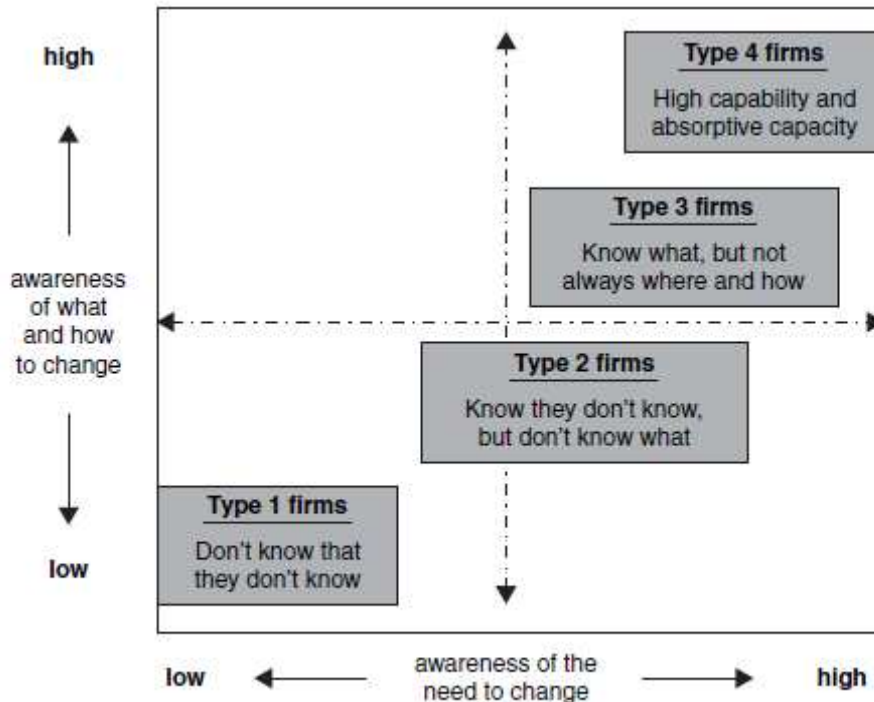 high
Type 4 firms
High capability and
absorptive capacity
Type 3 firms
Know what, but not
always where and how
awareness
of what
and how
to change
Type 2 firms
Know they don't know,
but don't know what
Type 1 firms
Don't know that
they don't know
low
low
awareness of the
need to change
high